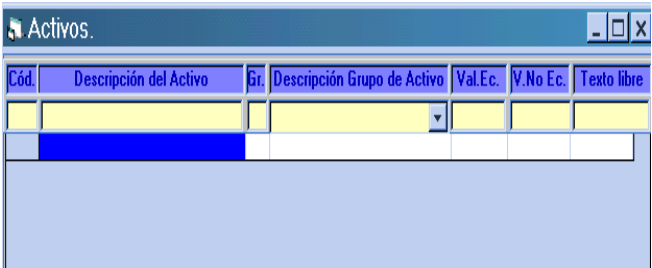 Activos.
Cód. Descripción del Activo Gr. Descripción Grupo de Activo Val.Ec. V.No Ec. Texto libre